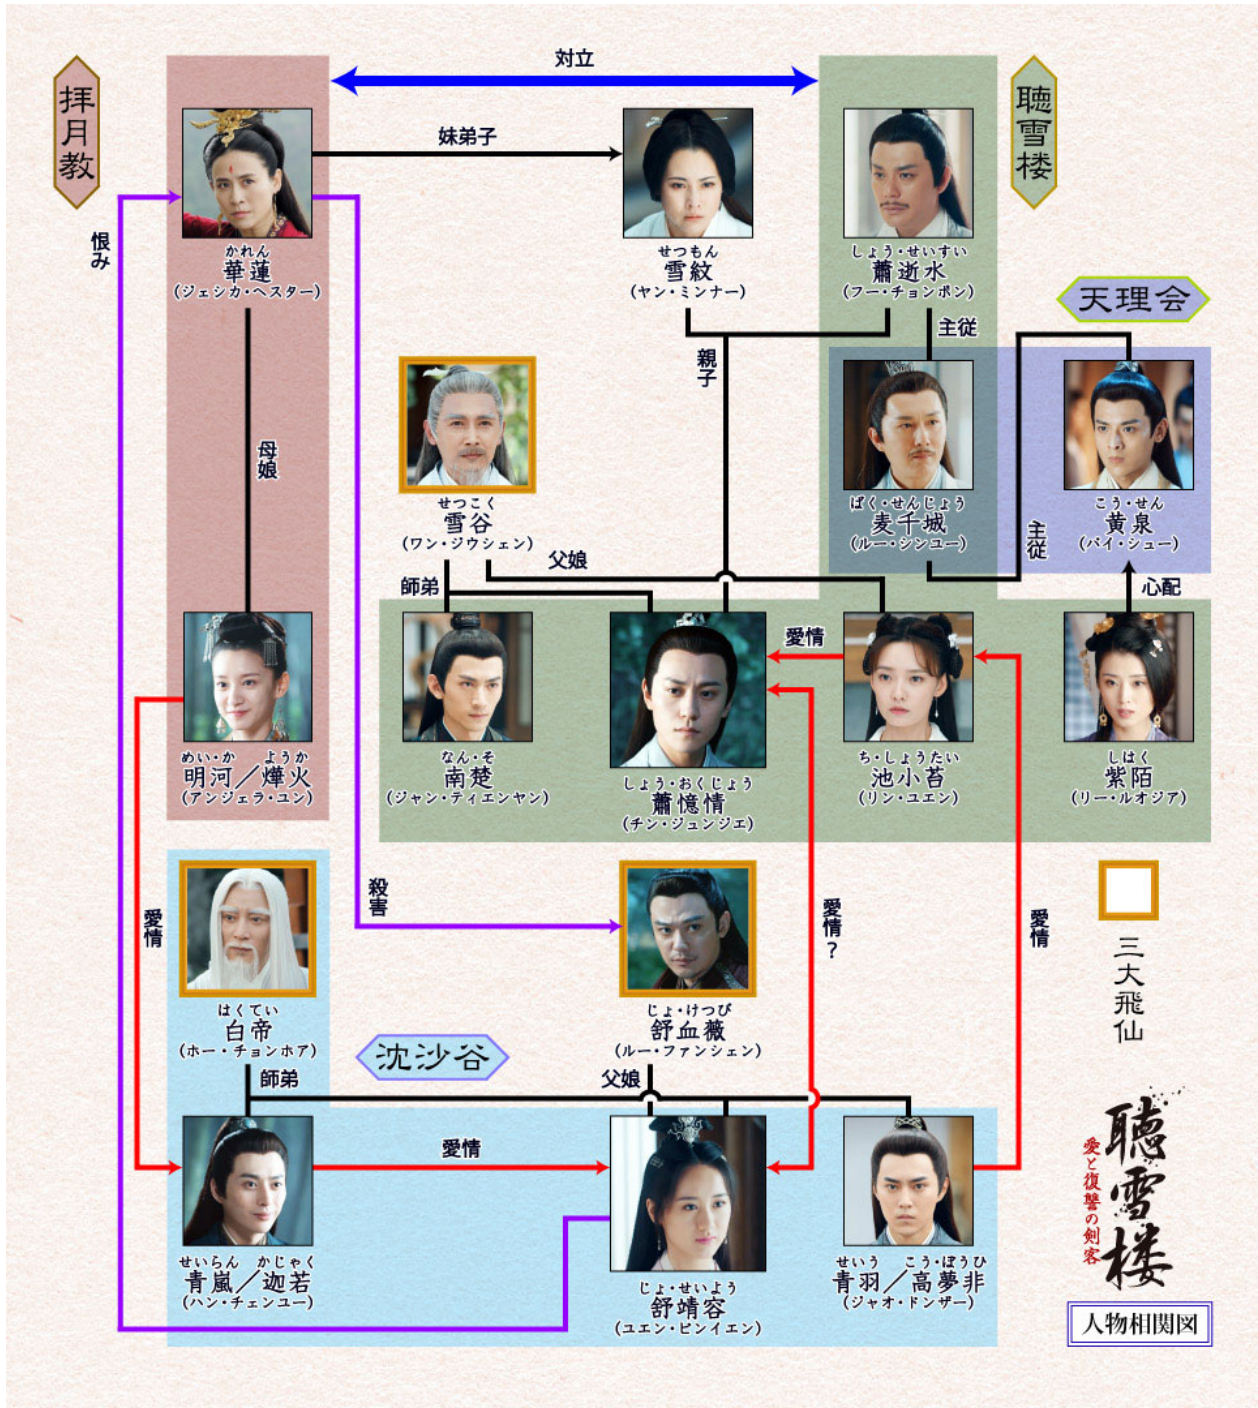 対立
拝月教
聴雪楼
妹弟子
恨み
かれん
華蓮
(ジェシカ・ヘスター)
せつもん
雪紋
(ヤン・ミンナー)
しょう・せいすい
蕭逝水
(フー・チョンボン)
天理会
主従
親子
母娘
せつこく
雪谷
(ワン・ジウシェン)
ばく・せんじょう
麦千城
(ルー・シンユー)
こう・せん
黄泉
(バイ・シュー)
主従
父娘
師弟
心配
愛情
めい・か ようか
明河／燁火
(アンジェラ・ユン)
なん・そ
南楚
(ジャン・ティエンヤン)
しょう・おくじょう
蕭憶情
(チン・ジュンジエ)
ち・しょうたい
池小苔
(リン・ユエン)
しはく
紫陌
(リー・ルオジア)
愛情
殺害
愛情？
愛情
三大飛仙
はくてい
白帝
(ホー・チョンホア)
じょ・けつび
舒血薇
(ルー・ファンシェン)
沈沙谷
師弟
父娘
愛情
せいらん かじゃく
青嵐／迦若
(ハン・チェンユー)
じょ・せいよう
舒靖容
(ユエン・ビンイエン)
せいう こう・ぼうひ
青羽／高夢非
(ジャオ・ドンザー)
聴雪楼
愛と復讐の剣客
人物相関図